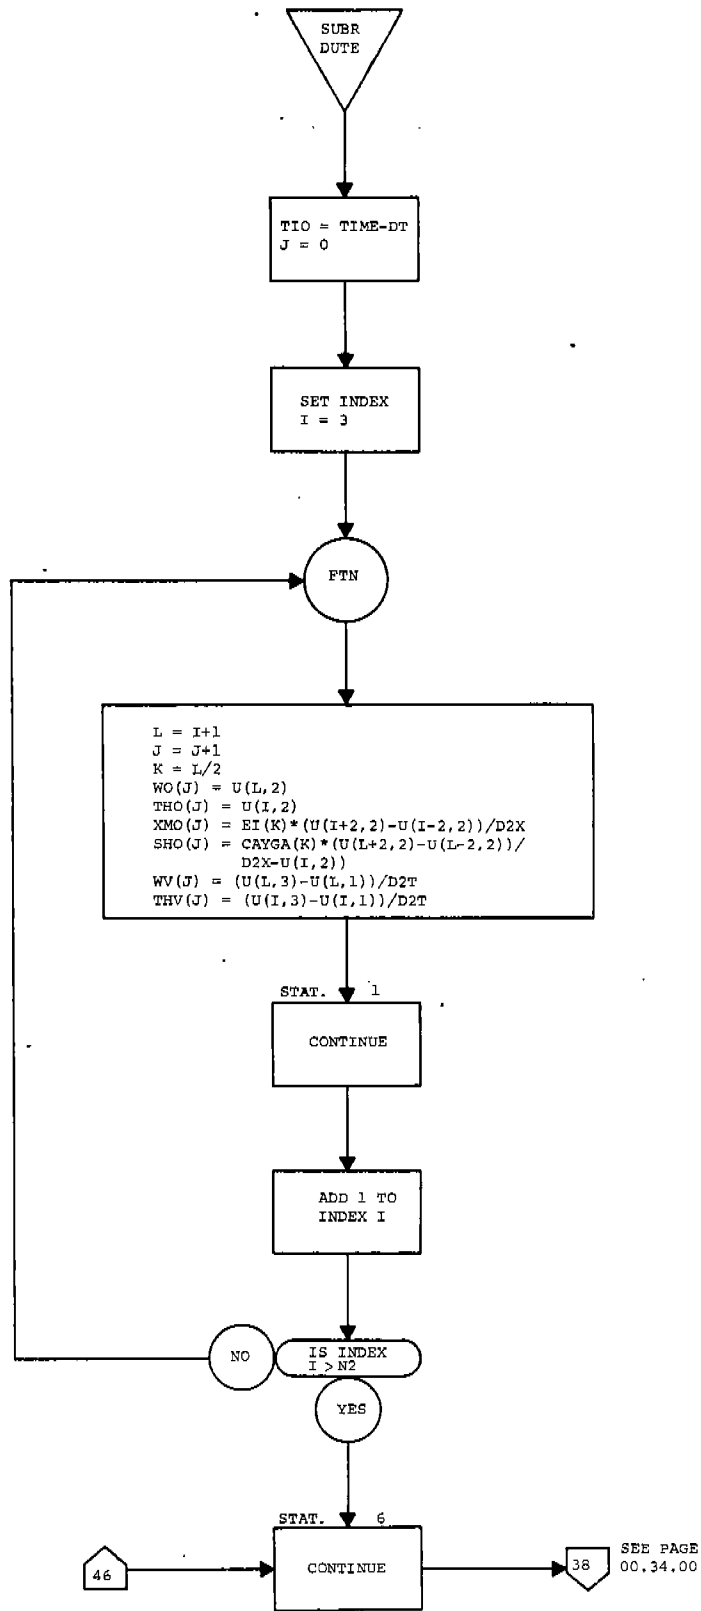 SUBR
DUTE
TIO = TIME-DT
J = 0
SET INDEX
I = 3
FTN
L = I+1
J = J+1
K = L/2
WO(J) = U(L,2)
THO(J) = U(I,2)
XMO(J) = EI(K)*(U(I+2,2)-U(I-2,2))/D2X
SHO(J) = CAYGA(K)*(U(L+2,2)-U(L-2,2))/
D2X-U(I,2))
WV(J) = (U(L,3)-U(L,1))/D2T
THV(J) = (U(I,3)-U(I,1))/D2T
STAT. 1
CONTINUE
ADD 1 TO
INDEX I
NO
IS INDEX
I > N2
YES
STAT. 6
46
CONTINUE
38
SEE PAGE
00.34.00